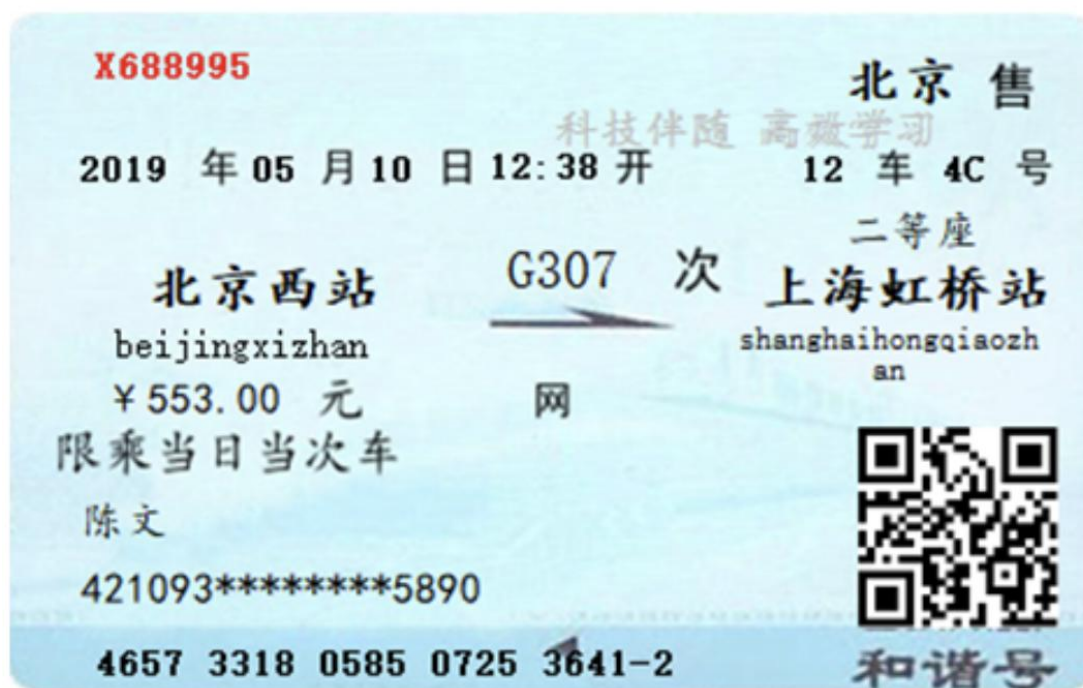 X688995
北京 售
科技伴随 高效学习
2019 年 05 月 10 日 12:38 开 12 车 4C 号
二等座
北京西站 G307 次 上海虹桥站
beijingxizhan shanghaihongqiaozh
an
¥553.00 元 网
限乘当日当次车
陈文
421093********5890
4657 3318 0585 0725 3641-2 和谐号